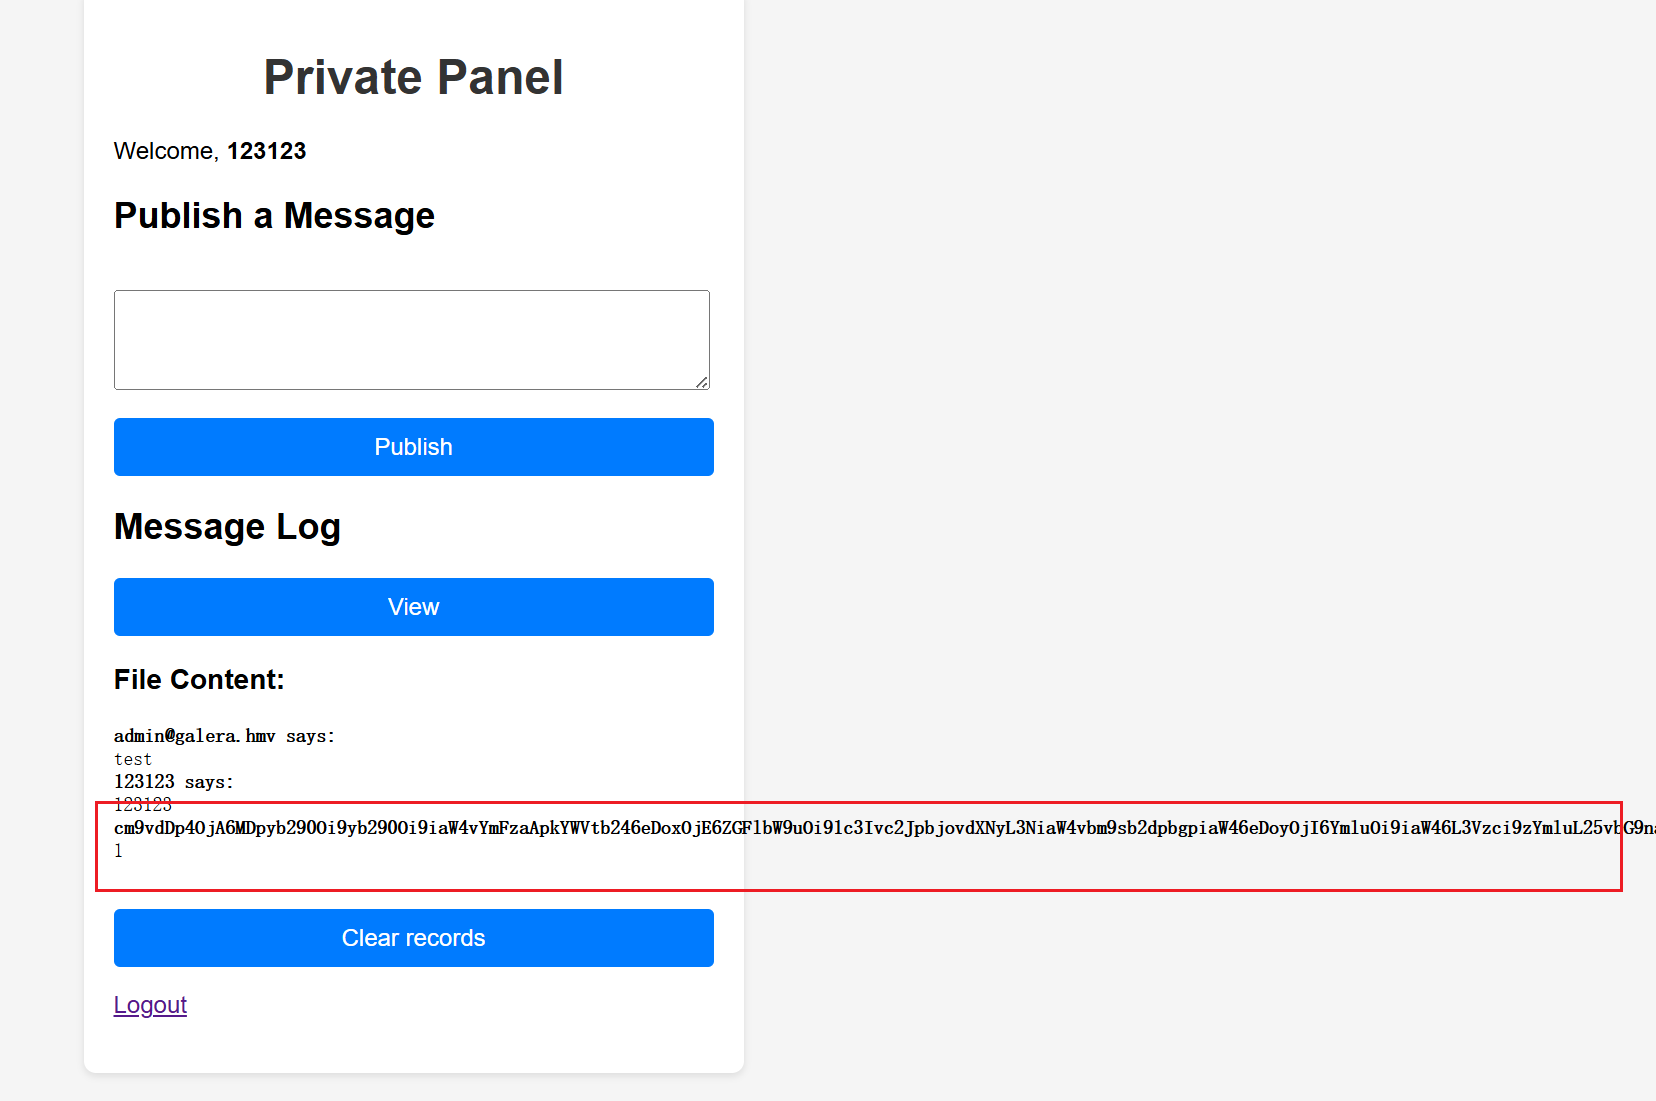 Private Panel
Welcome, 123123
Publish a Message
Publish
Message Log
View
File Content:
admin@galera.hmv says:
test
123123 says:
123123
cm9vdDp4OjA6MDpyb290Oi9yb290Oi9iaW4vYmFzaApkYWVtb246eDoxOjE6ZGFlbW9uOi91c3Ivc2JpbjovdXNyL3NiaW4vbm9sb2dpbgpiaW46eDoyOjI6YmluOi9iaW46L3Vzci9zYmluL25vbG9na
l
Clear records
Logout